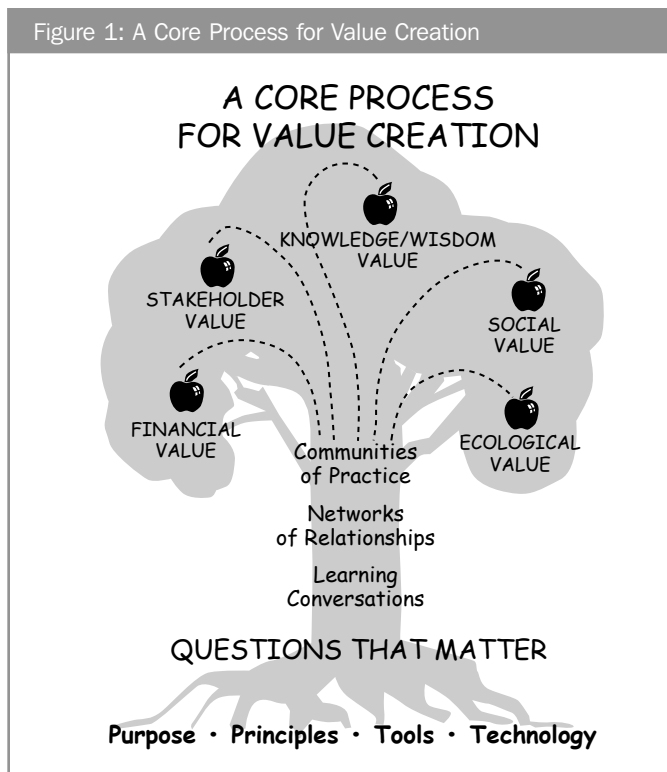 Figure 1: A Core Process for Value Creation
A CORE PROCESS
FOR VALUE CREATION
KNOWLEDGE/WISDOM
VALUE
STAKEHOLDER
VALUE
SOCIAL
VALUE
FINANCIAL
VALUE
ECOLOGICAL
VALUE
Communities
of Practice
Networks
of Relationships
Learning
Conversations
QUESTIONS THAT MATTER
Purpose • Principles • Tools • Technology